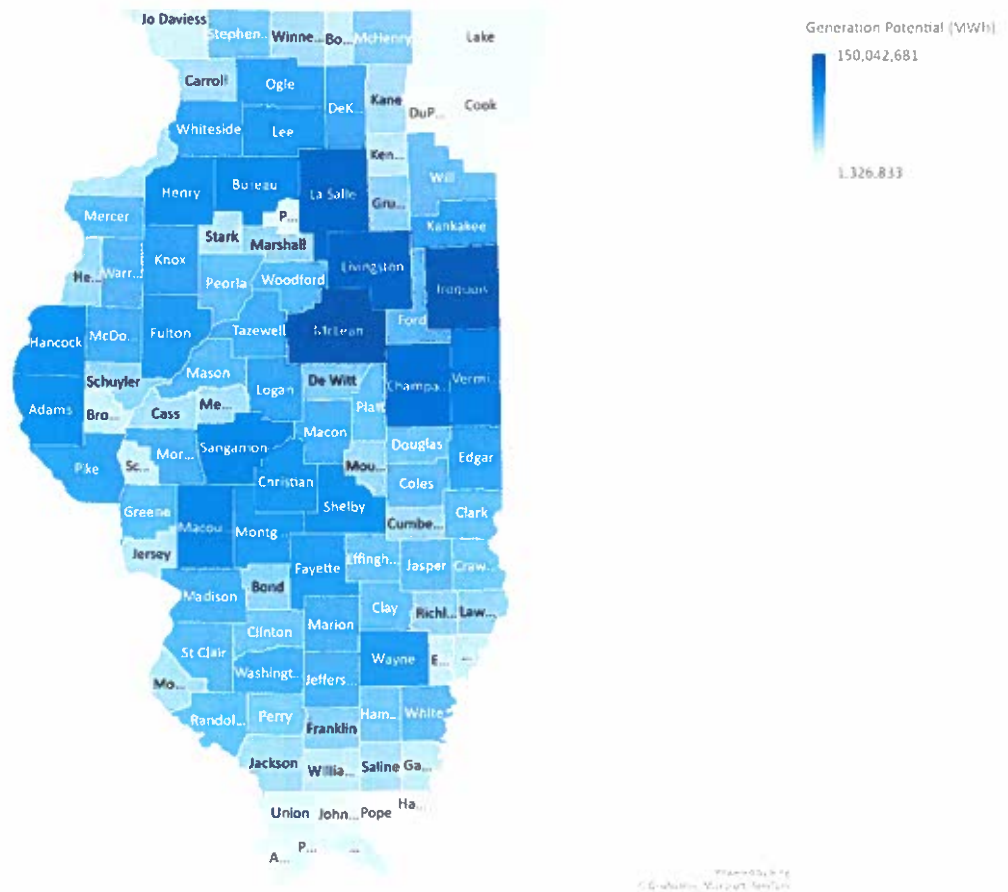 Generation Potential (MWh)
150,042,681
1,326,833
Jo Daviess
Stephen...
Winne...
Bo...
McHenry
Lake
Carroll
Ogle
DeK...
Kane
DuP...
Cook
Whiteside
Lee
Ken...
Henry
Bureau
La Salle
Will
Gru...
Mercer
P...
Kankakee
Stark
Marshall
Knox
Livingston
He...
Warr...
Peoria
Woodford
Iroquois
Hancock
McDo...
Fulton
Tazewell
McLean
Ford
Schuyler
Mason
De Witt
Logan
Champa...
Vermi...
Adams
Bro...
Cass
Me...
Piatt
Macon
Pike
Sc...
Mor...
Sangamon
Douglas
Edgar
Mou...
Christian
Coles
Greene
Macou...
Montg...
Shelby
Clark
Cumbe...
Jersey
Fayette
Effingh...
Jasper
Craw...
Madison
Bond
Clay
Richl...
Law...
Clinton
Marion
St Clair
Wayne
E...
...
Washingt...
Jeffers...
Mo...
Randol...
Perry
Franklin
Ham...
White
Jackson
Willia...
Saline
Ga...
Union
John...
Pope
Ha...
A...
P...
...